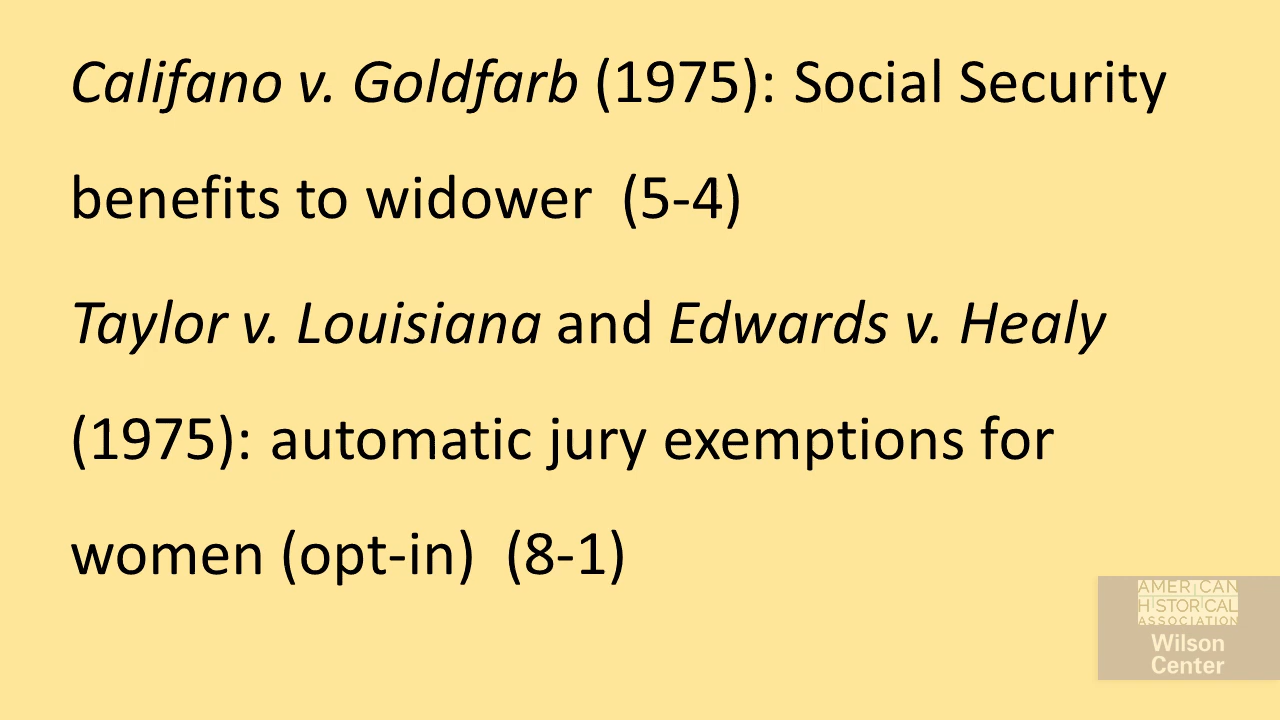 Califano v. Goldfarb (1975): Social Security
benefits to widower (5-4)
Taylor v. Louisiana and Edwards v. Healy
(1975): automatic jury exemptions for
women (opt-in) (8-1)
AMERICAN
HISTORICAL
ASSOCIATION
Wilson
Center